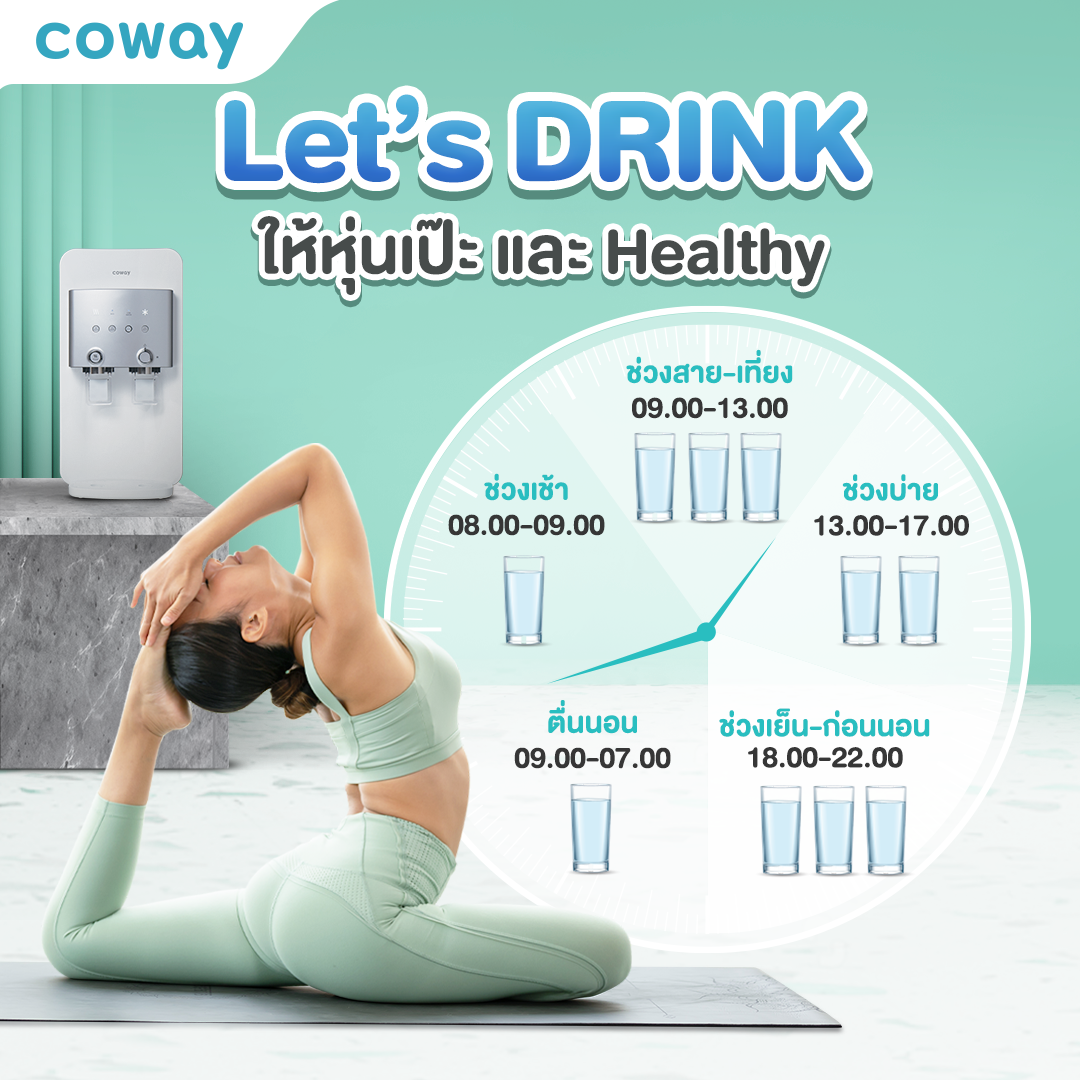 coway
Let's DRINK
ให้หุ่นเป๊ะ และ Healthy
coway
ช่วงสาย-เที่ยง
09.00-13.00
ช่วงเช้า
08.00-09.00
ช่วงบ่าย
13.00-17.00
ตื่นนอน
09.00-07.00
ช่วงเย็น-ก่อนนอน
18.00-22.00